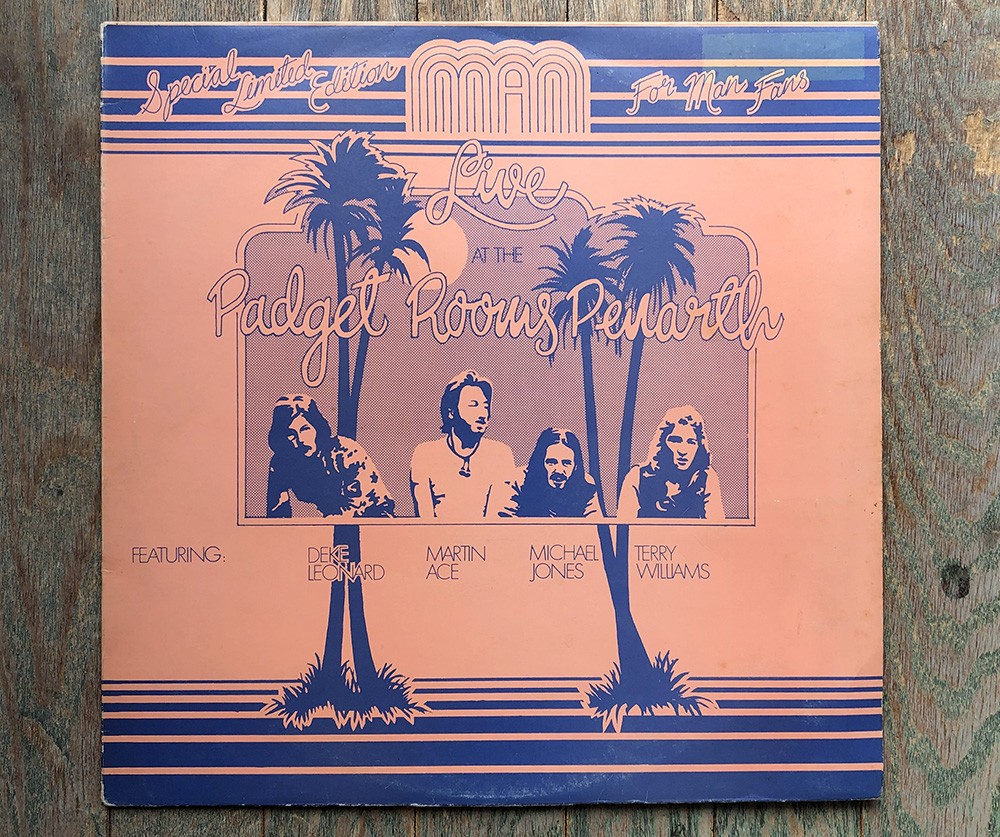 Special Limited Edition
MAN
For Man Fans
Live
AT THE
Padget Rooms Penarth
FEATURING:
DEKE
LEONARD
MARTIN
ACE
MICHAEL
JONES
TERRY
WILLIAMS